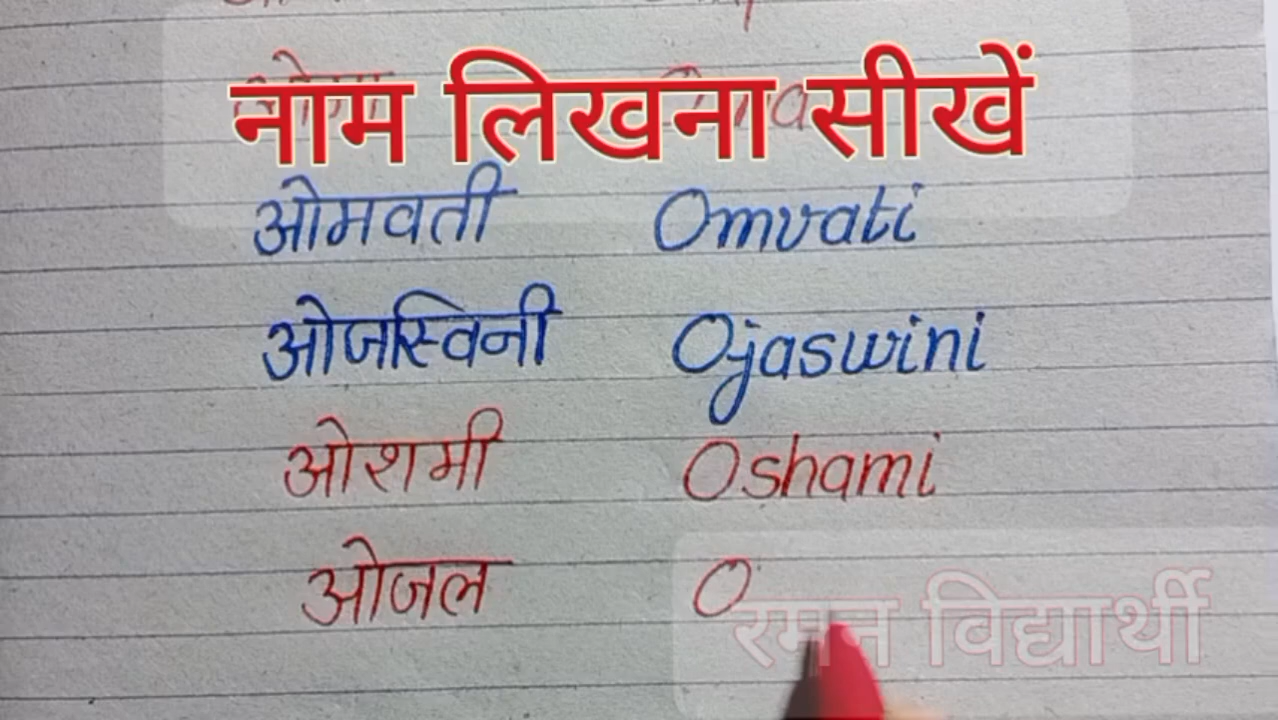 नाम लिखना सीखें
ओमवती Omvati
ओजस्विनी Ojaswini
ओशमी Oshami
ओजल O
रमन विद्यार्थी